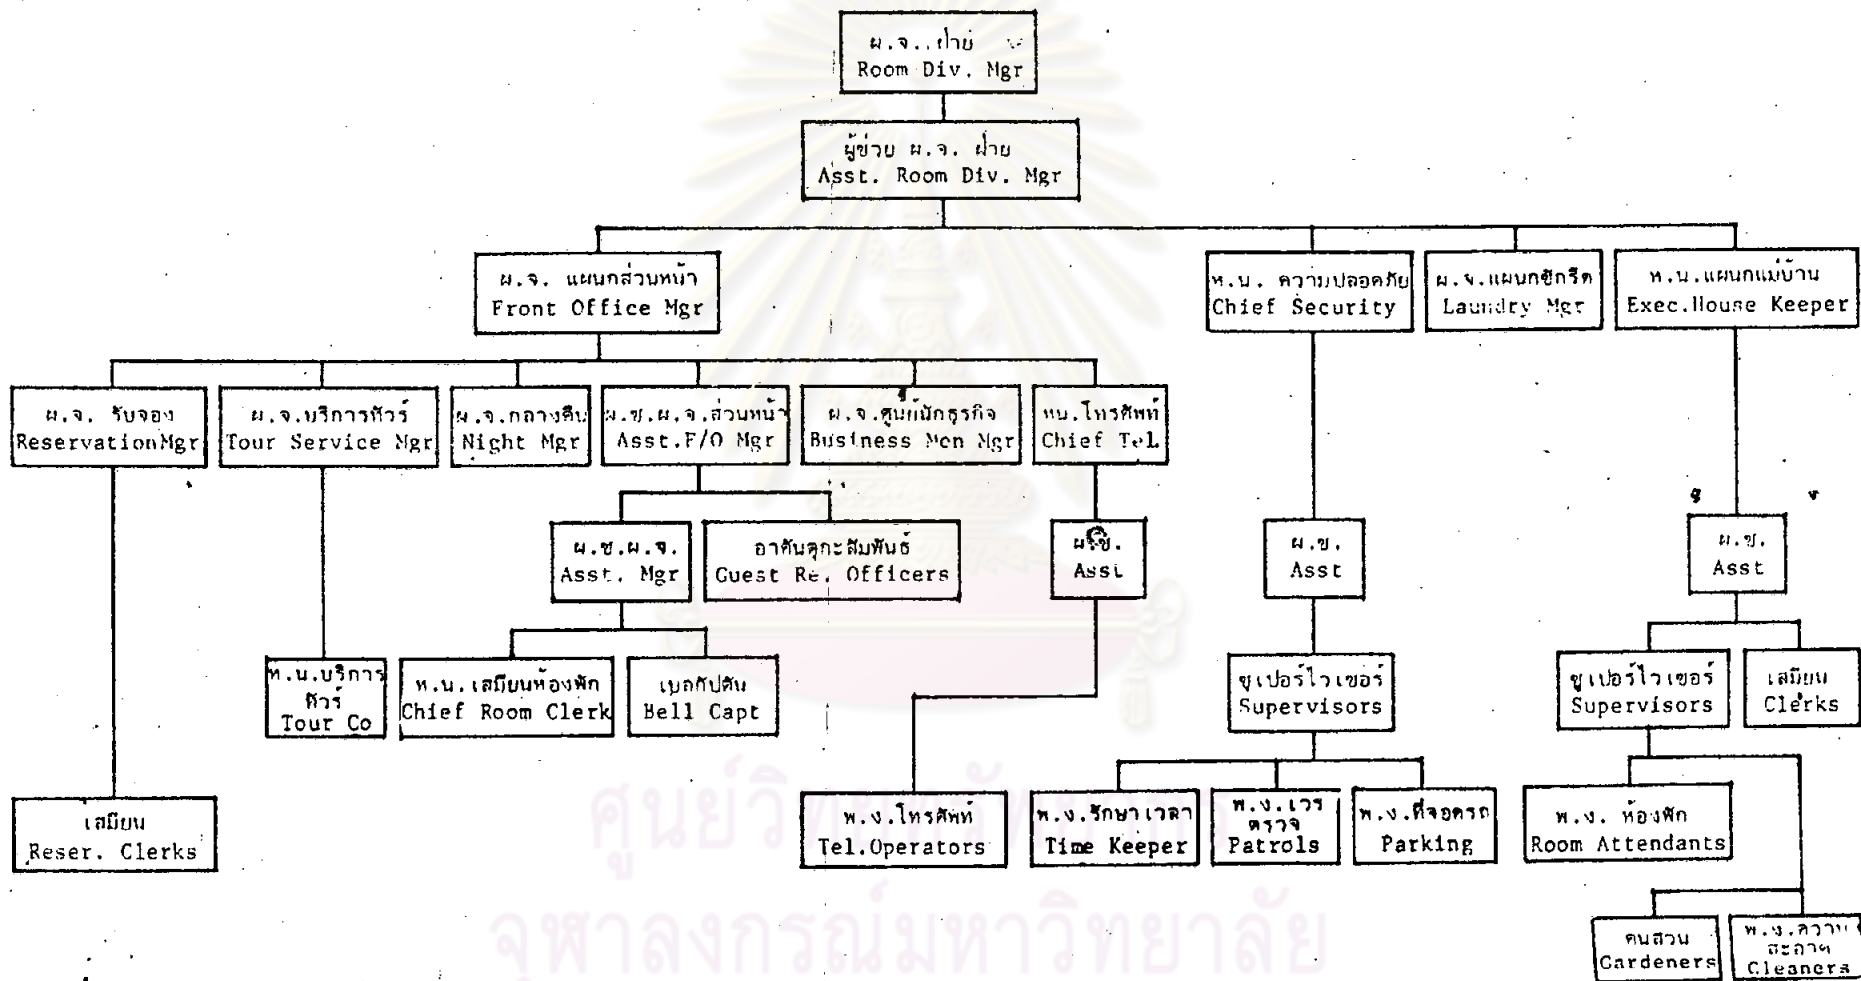 ผ.จ. ฝ่าย
Room Div. Mgr
ผู้ช่วย ผ.จ. ฝ่าย
Asst. Room Div. Mgr
ผ.จ. แผนกส่วนหน้า
Front Office Mgr
ห.น. ความปลอดภัย
Chief Security
ผ.จ.แผนกซักรีด
Laundry Mgr
ห.น.แผนกแม่บ้าน
Exec.House Keeper
ผ.จ. รับจอง
ReservationMgr
ผ.จ.บริการทัวร์
Tour Service Mgr
ผ.จ.กลางคืน
Night Mgr
ผ.ช.ผ.จ.ส่วนหน้า
Asst.F/O Mgr
ผ.จ.ศูนย์นักธุรกิจ
Business Men Mgr
หน.โทรศัพท์
Chief Tel.
ผ.ช.ผ.จ.
Asst. Mgr
อาคันตุกะสัมพันธ์
Guest Re. Officers
ผ.ช.
Asst
ผ.ช.
Asst
ผ.ช.
Asst
ห.น.บริการ
ทัวร์
Tour Co
ห.น.เสมียนห้องพัก
Chief Room Clerk
เบลกัปตัน
Bell Capt
ซูเปอร์ไวเซอร์
Supervisors
ซูเปอร์ไวเซอร์
Supervisors
เสมียน
Clerks
เสมียน
Reser. Clerks
พ.ง.โทรศัพท์
Tel.Operators
พ.ง.รักษาเวลา
Time Keeper
พ.ง.เวร
ตรวจ
Patrols
พ.ง.ที่จอดรถ
Parking
พ.ง. ห้องพัก
Room Attendants
คนสวน
Gardeners
พ.ง.ความ
สะอาด
Cleaners
ศูนย์วิทยทรัพยากร
จุฬาลงกรณ์มหาวิทยาลัย